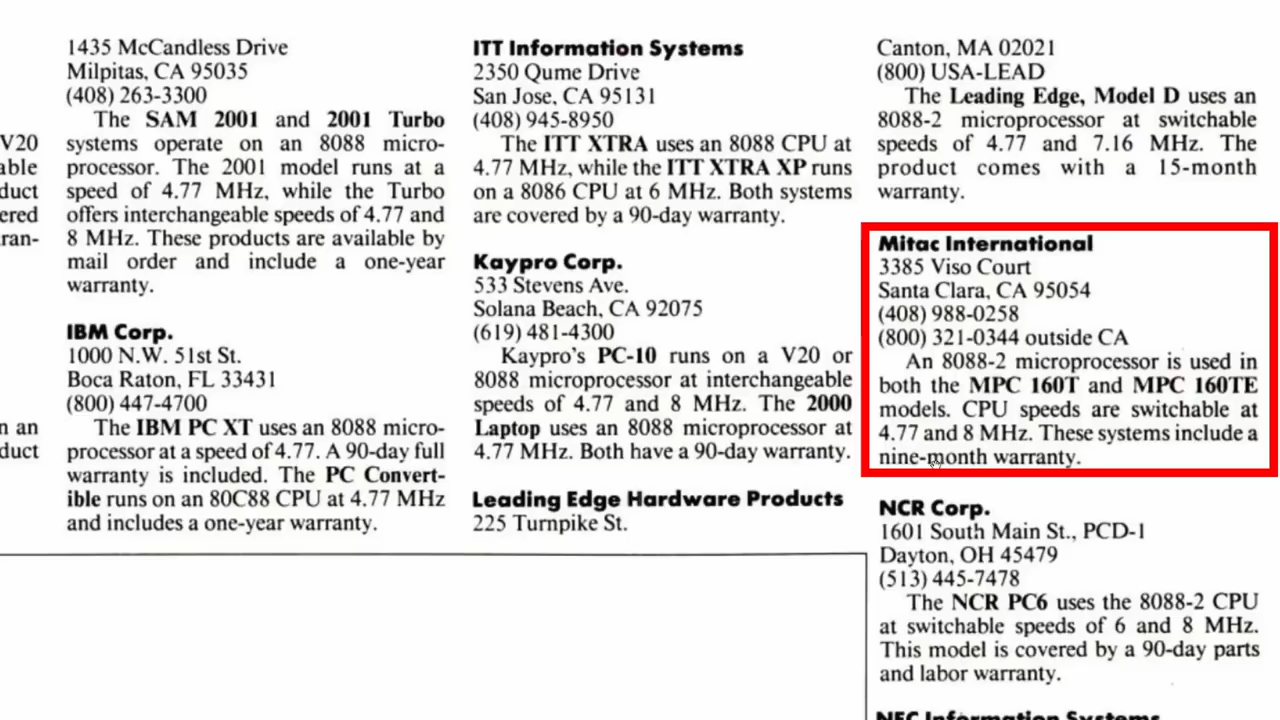 V20
able
duct
ered
ran-
n an
duct
1435 McCandless Drive
Milpitas, CA 95035
(408) 263-3300
The SAM 2001 and 2001 Turbo
systems operate on an 8088 micro-
processor. The 2001 model runs at a
speed of 4.77 MHz, while the Turbo
offers interchangeable speeds of 4.77 and
8 MHz. These products are available by
mail order and include a one-year
warranty.
IBM Corp.
1000 N.W. 51st St.
Boca Raton, FL 33431
(800) 447-4700
The IBM PC XT uses an 8088 micro-
processor at a speed of 4.77. A 90-day full
warranty is included. The PC Convert-
ible runs on an 80C88 CPU at 4.77 MHz
and includes a one-year warranty.
ITT Information Systems
2350 Qume Drive
San Jose, CA 95131
(408) 945-8950
The ITT XTRA uses an 8088 CPU at
4.77 MHz, while the ITT XTRA XP runs
on a 8086 CPU at 6 MHz. Both systems
are covered by a 90-day warranty.
Kaypro Corp.
533 Stevens Ave.
Solana Beach, CA 92075
(619) 481-4300
Kaypro's PC-10 runs on a V20 or
8088 microprocessor at interchangeable
speeds of 4.77 and 8 MHz. The 2000
Laptop uses an 8088 microprocessor at
4.77 MHz. Both have a 90-day warranty.
Leading Edge Hardware Products
225 Turnpike St.
Canton, MA 02021
(800) USA-LEAD
The Leading Edge, Model D uses an
8088-2 microprocessor at switchable
speeds of 4.77 and 7.16 MHz. The
product comes with a 15-month
warranty.
Mitac International
3385 Viso Court
Santa Clara, CA 95054
(408) 988-0258
(800) 321-0344 outside CA
An 8088-2 microprocessor is used in
both the MPC 160T and MPC 160TE
models. CPU speeds are switchable at
4.77 and 8 MHz. These systems include a
nine-month warranty.
NCR Corp.
1601 South Main St., PCD-1
Dayton, OH 45479
(513) 445-7478
The NCR PC6 uses the 8088-2 CPU
at switchable speeds of 6 and 8 MHz.
This model is covered by a 90-day parts
and labor warranty.
NEC Information Systems